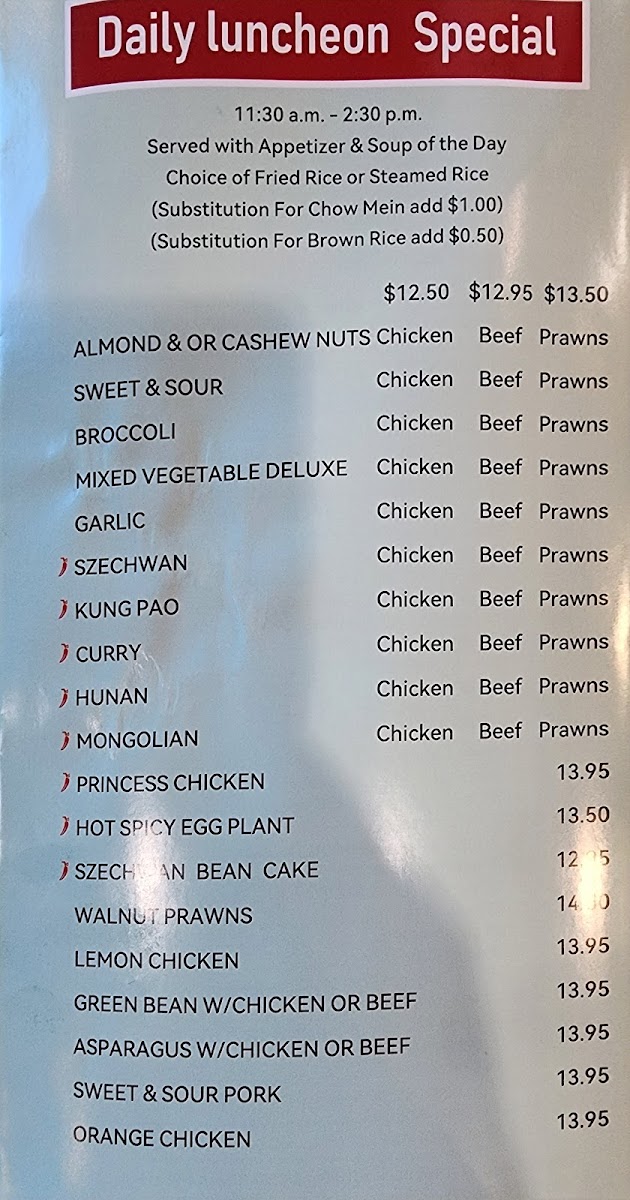 Daily luncheon Special
11:30 a.m. - 2:30 p.m.
Served with Appetizer & Soup of the Day
Choice of Fried Rice or Steamed Rice
(Substitution For Chow Mein add $1.00)
(Substitution For Brown Rice add $0.50)
$12.50 $12.95 $13.50
ALMOND & OR CASHEW NUTS Chicken Beef Prawns
SWEET & SOUR Chicken Beef Prawns
BROCCOLI Chicken Beef Prawns
MIXED VEGETABLE DELUXE Chicken Beef Prawns
GARLIC Chicken Beef Prawns
SZECHWAN Chicken Beef Prawns
KUNG PAO Chicken Beef Prawns
CURRY Chicken Beef Prawns
HUNAN Chicken Beef Prawns
MONGOLIAN Chicken Beef Prawns
PRINCESS CHICKEN 13.95
HOT SPICY EGG PLANT 13.50
SZECHWAN BEAN CAKE
WALNUT PRAWNS
LEMON CHICKEN 13.95
GREEN BEAN W/CHICKEN OR BEEF 13.95
ASPARAGUS W/CHICKEN OR BEEF 13.95
SWEET & SOUR PORK 13.95
ORANGE CHICKEN 13.95